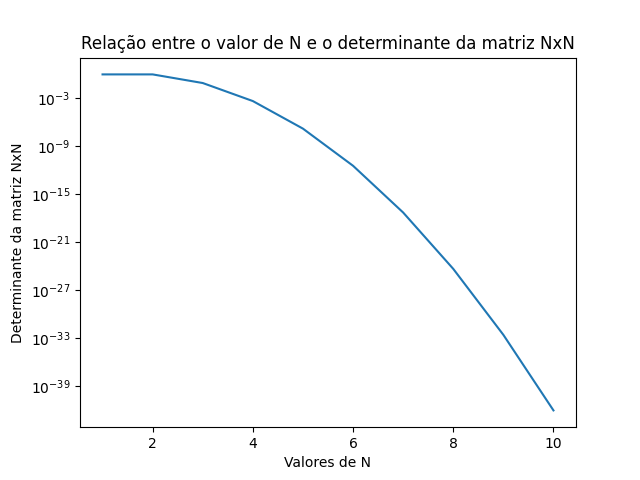 Relação entre o valor de N e o determinante da matriz NxN
Determinante da matriz NxN
10⁻³
10⁻⁹
10⁻¹⁵
10⁻²¹
10⁻²⁷
10⁻³³
10⁻³⁹
2 4 6 8 10
Valores de N